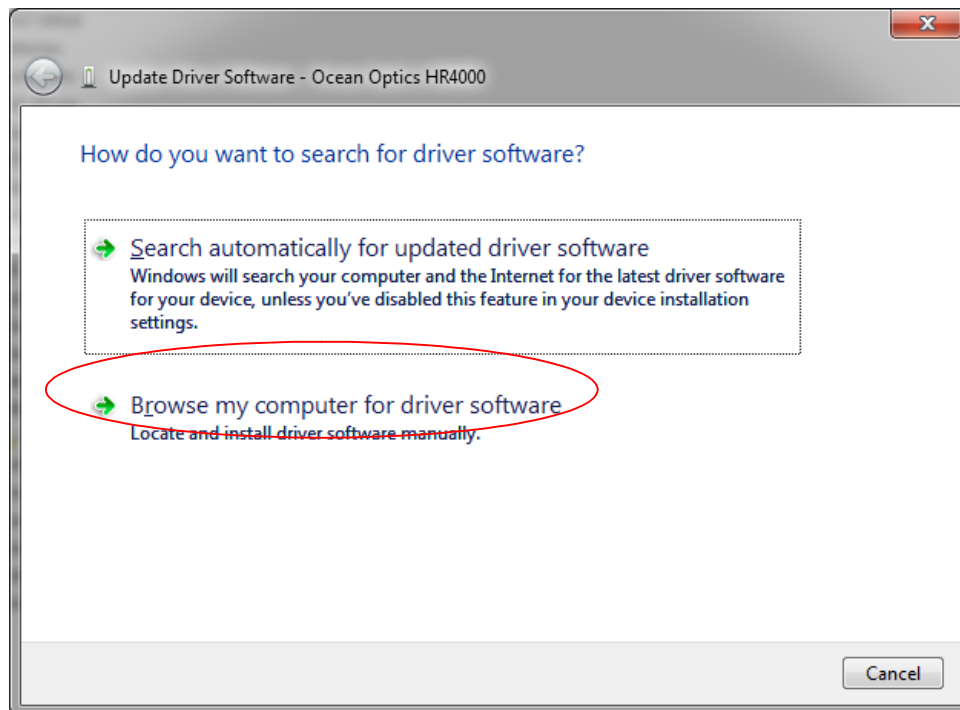 Update Driver Software - Ocean Optics HR4000
How do you want to search for driver software?
Search automatically for updated driver software
Windows will search your computer and the Internet for the latest driver software
for your device, unless you've disabled this feature in your device installation
settings.
Browse my computer for driver software
Locate and install driver software manually.
Cancel